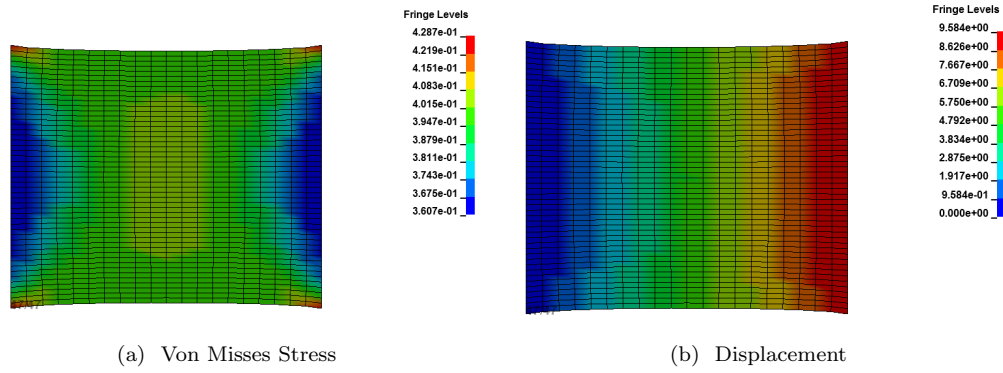 Fringe Levels
4.287e-01
4.219e-01
4.151e-01
4.083e-01
4.015e-01
3.947e-01
3.879e-01
3.811e-01
3.743e-01
3.675e-01
3.607e-01
Fringe Levels
9.584e+00
8.626e+00
7.667e+00
6.709e+00
5.750e+00
4.792e+00
3.834e+00
2.875e+00
1.917e+00
9.584e-01
0.000e+00
(a) Von Misses Stress
(b) Displacement